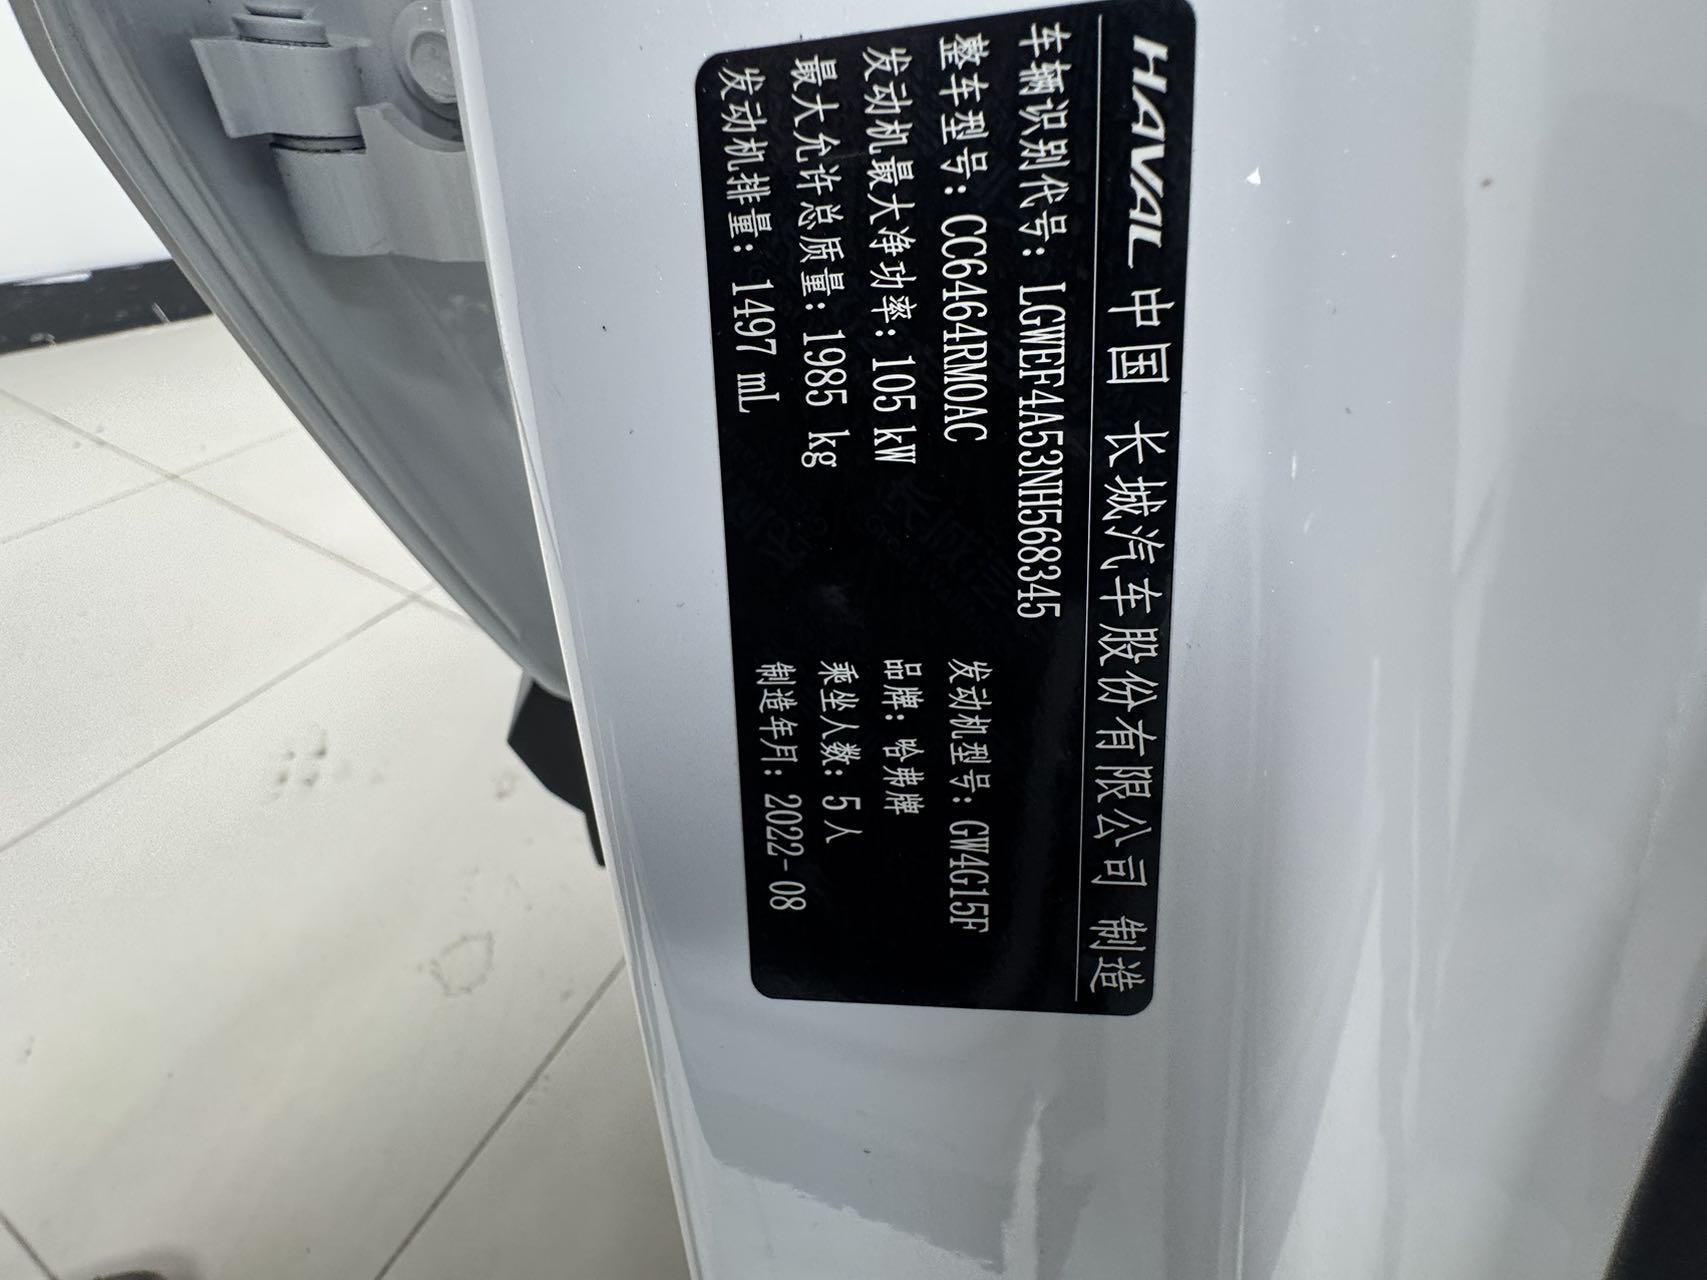 HAVAL 中国 长城汽车股份有限公司 制造
车辆识别代号: LGWEF4A53NH568345
整车型号: CC6464RM0AC 发动机型号: GW4G15F
发动机最大净功率: 105 kW 品牌: 哈弗牌
最大允许总质量: 1985 kg 乘坐人数: 5 人
发动机排量: 1497 mL 制造年月: 2022-08